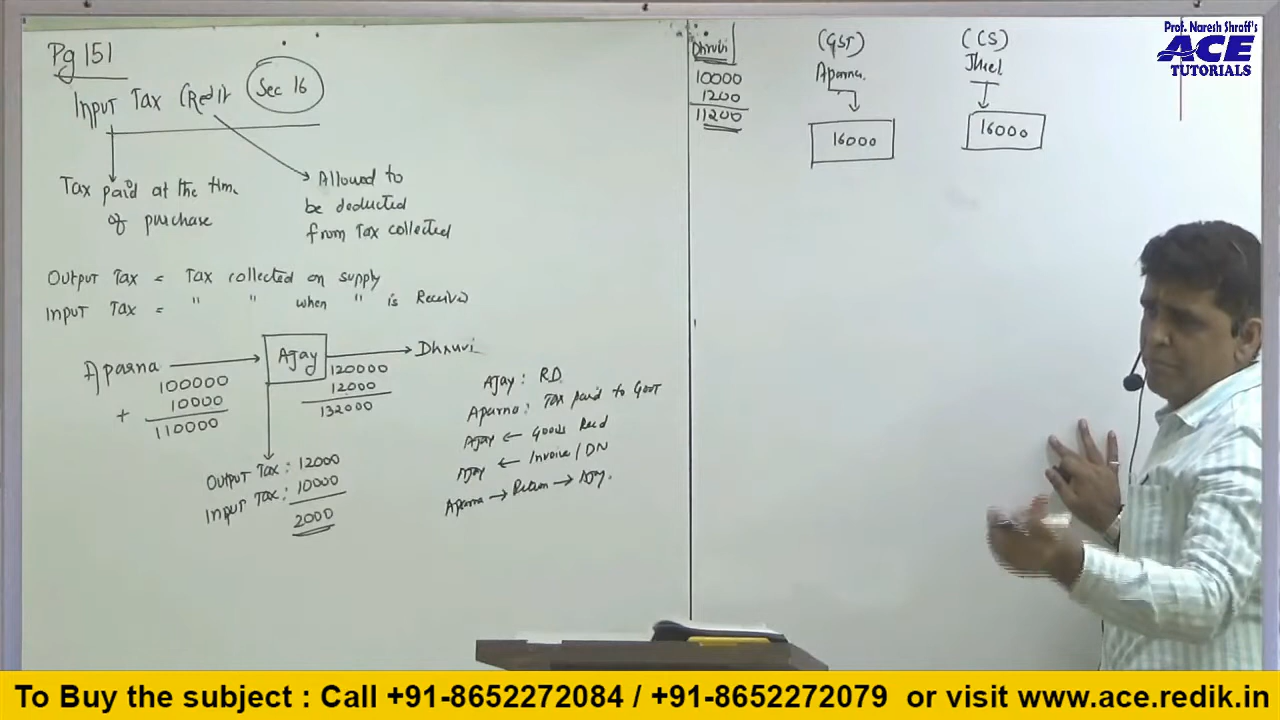 Pg 151
Input Tax Credit Sec 16
Tax paid at the time
of purchase
Allowed to
be deducted
from Tax collected
Output Tax = Tax collected on supply
Input Tax = " " when " is Received
Aparna
100000
+ 10000
110000
Ajay
120000
12000
132000
Dhruvi
Output Tax : 12000
Input Tax : 10000
2000
Ajay : R.D.
Aparna : Tax paid to Govt
Ajay ← Goods Recd
Ajay ← Invoice / DN
Aparna → Return → Ajay.
Dhruvi
10000
1200
11200
(GST)
Aparna
16000
(CS)
16000
Prof. Naresh Shroff's
ACE
TUTORIALS
To Buy the subject : Call +91-8652272084 / +91-8652272079 or visit www.ace.redik.in